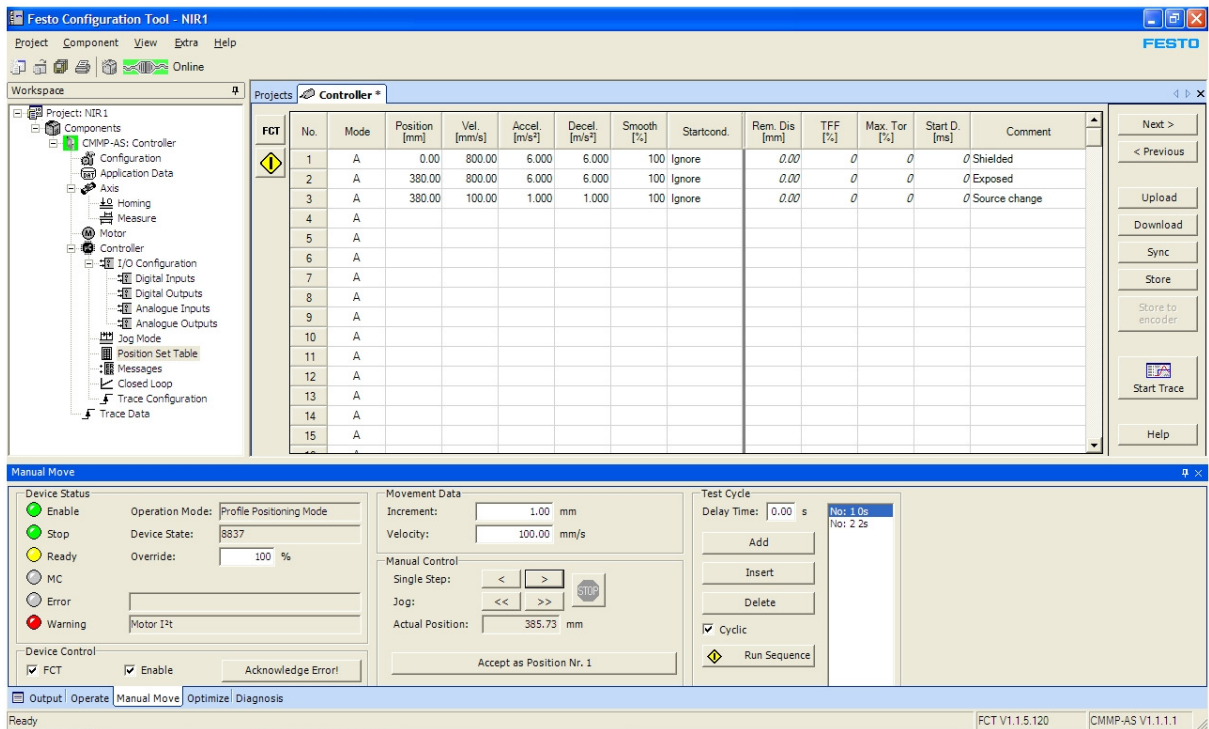 Festo Configuration Tool - NIR1
Project Component View Extra Help
FESTO
Online
Workspace
Project: NIR1
Components
CMMP-AS: Controller
Configuration
Application Data
Axis
Homing
Measure
Motor
Controller
I/O Configuration
Digital Inputs
Digital Outputs
Analogue Inputs
Analogue Outputs
Jog Mode
Position Set Table
Messages
Closed Loop
Trace Configuration
Trace Data
Projects Controller *
FCT
No. Mode Position [mm] Vel. [mm/s] Accel. [m/s²] Decel. [m/s²] Smooth [%] Startcond. Rem. Dis [mm] TFF [%] Max. Tor [%] Start D. [ms] Comment
1 A 0.00 800.00 6.000 6.000 100 Ignore 0.00 0 0 0 Shielded
2 A 380.00 800.00 6.000 6.000 100 Ignore 0.00 0 0 0 Exposed
3 A 380.00 100.00 1.000 1.000 100 Ignore 0.00 0 0 0 Source change
4 A
5 A
6 A
7 A
8 A
9 A
10 A
11 A
12 A
13 A
14 A
15 A
Next >
< Previous
Upload
Download
Sync
Store
Store to
encoder
Start Trace
Help
Manual Move
Device Status
Enable Operation Mode: Profile Positioning Mode
Stop Device State: 8837
Ready Override: 100 %
MC
Error
Warning Motor I²t
Device Control
FCT Enable Acknowledge Error!
Movement Data
Increment: 1.00 mm
Velocity: 100.00 mm/s
Manual Control
Single Step: < >
STOP
Jog: << >>
Actual Position: 385.73 mm
Accept as Position Nr. 1
Test Cycle
Delay Time: 0.00 s
Add
Insert
Delete
Cyclic
Run Sequence
No: 1 0s
No: 2 2s
Output Operate Manual Move Optimize Diagnosis
Ready FCT V1.1.5.120 CMMP-AS V1.1.1.1